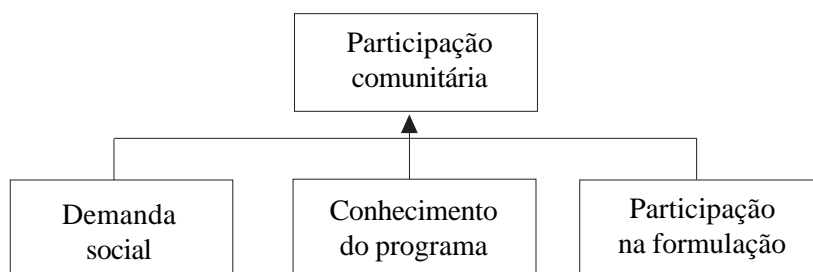 Participação
comunitária
Demanda
social
Conhecimento
do programa
Participação
na formulação